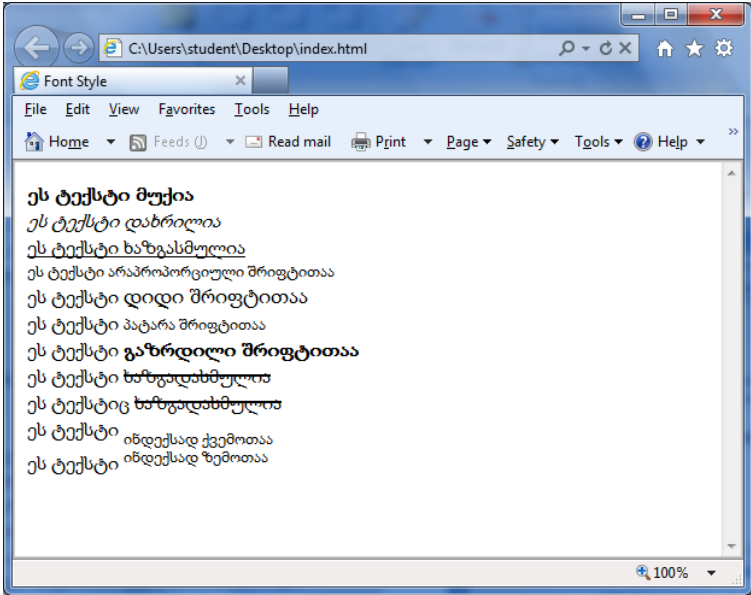 C:\Users\student\Desktop\index.html
Font Style
File Edit View Favorites Tools Help
Home Feeds (J) Read mail Print Page Safety Tools Help »
ეს ტექსტი მუქია
ეს ტექსტი დახრილია
ეს ტექსტი ხაზგასმულია
ეს ტექსტი არაპროპორციული შრიფტითაა
ეს ტექსტი დიდი შრიფტითაა
ეს ტექსტი პატარა შრიფტითაა
ეს ტექსტი გაზრდილი შრიფტითაა
ეს ტექსტი ხაზგადახმულია
ეს ტექსტიც ხაზგადახმულია
ეს ტექსტი ინდექსად ქვემოთაა
ეს ტექსტი ინდექსად ზემოთაა
100%